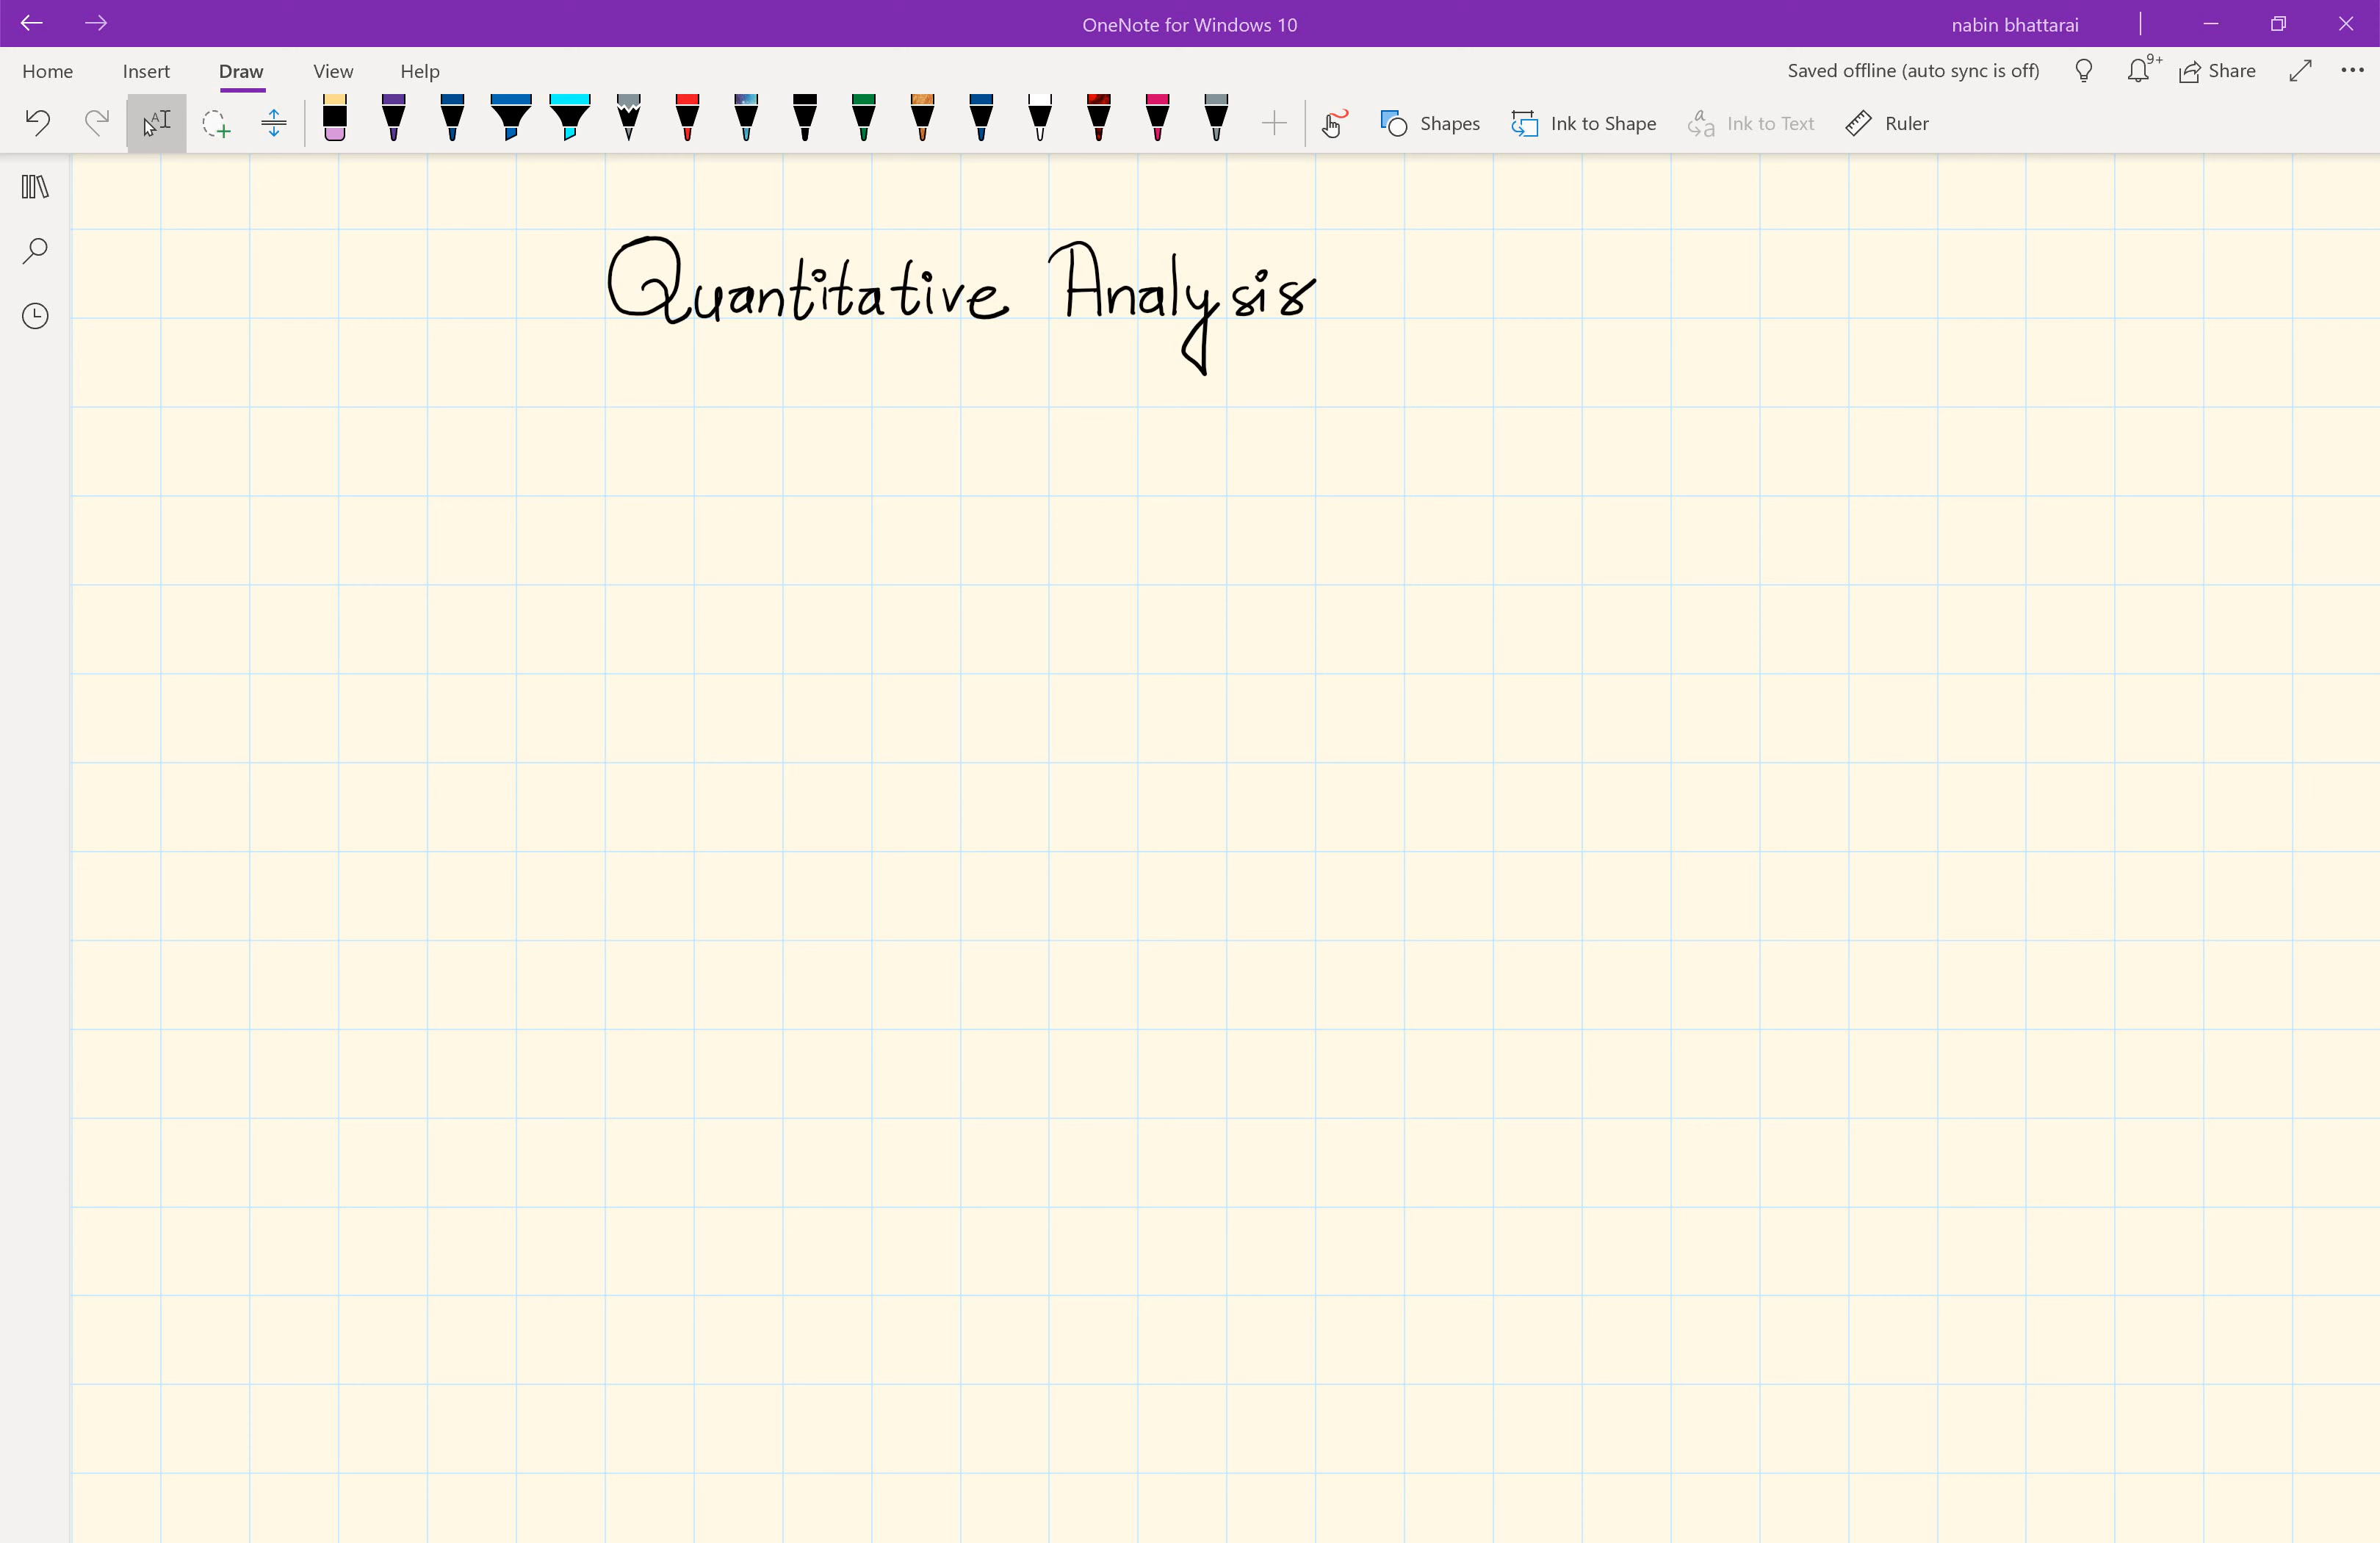 OneNote for Windows 10
nabin bhattarai
Home Insert Draw View Help
Saved offline (auto sync is off)
9+
Share
Shapes
Ink to Shape
Ink to Text
Ruler
Quantitative Analysis